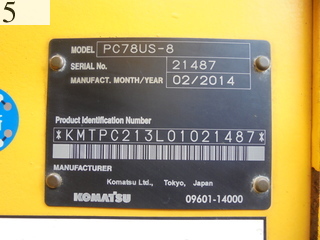 5
MODEL PC78US-8
SERIAL No. 21487
MANUFACT. MONTH/YEAR 02/2014
Product Identification Number
*KMTPC213L01021487*
MANUFACTURER
Komatsu Ltd., Tokyo, Japan
KOMATSU 09601-14000